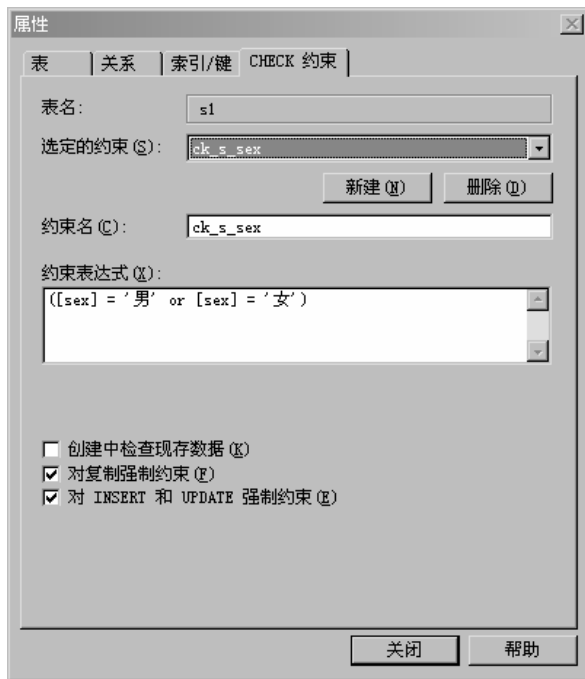 属性
表 关系 索引/键 CHECK 约束
表名: s1
选定的约束(S): ck_s_sex
新建(N) 删除(D)
约束名(C): ck_s_sex
约束表达式(X):
([sex] = '男' or [sex] = '女')
创建中检查现存数据(K)
对复制强制约束(F)
对 INSERT 和 UPDATE 强制约束(E)
关闭 帮助